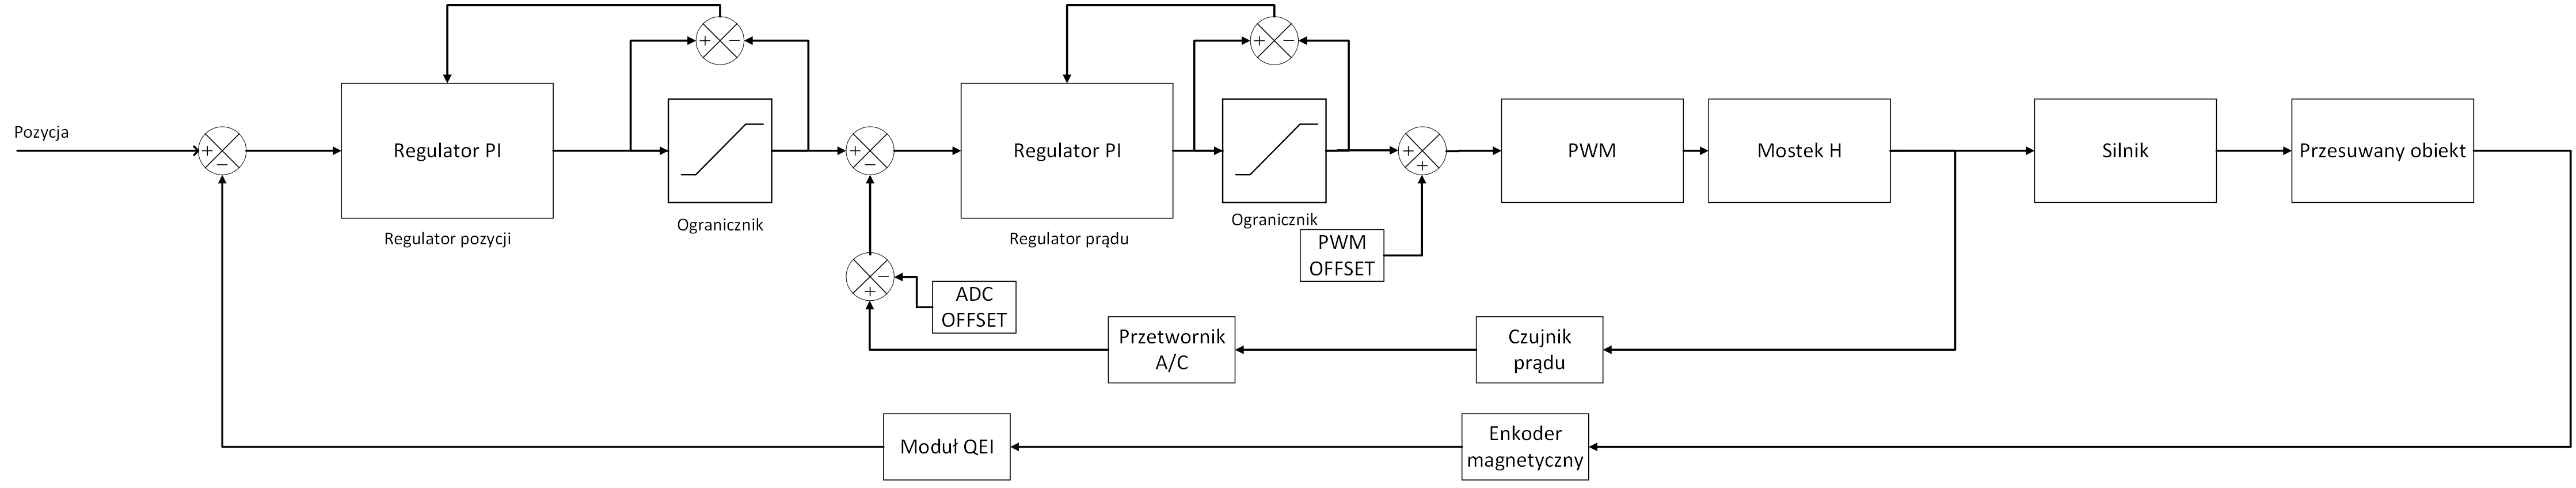 Pozycja
Regulator PI
Regulator pozycji
Ogranicznik
Regulator PI
Regulator prądu
Ogranicznik
PWM
OFFSET
PWM
Mostek H
Silnik
Przesuwany obiekt
ADC
OFFSET
Przetwornik
A/C
Czujnik
prądu
Moduł QEI
Enkoder
magnetyczny